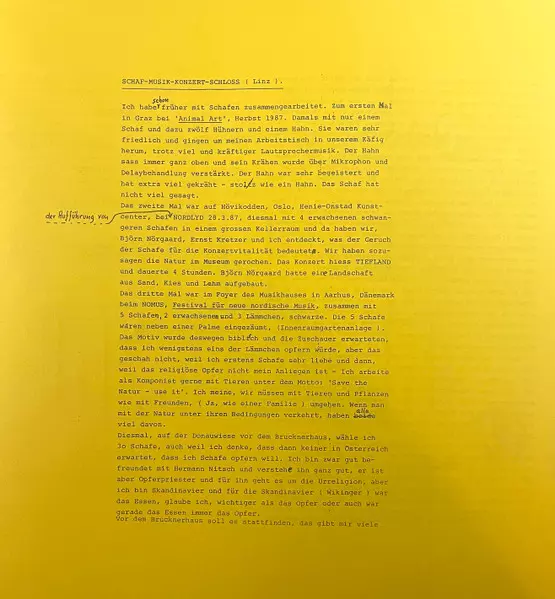 SCHAF-MUSIK-KONZERT-SCHLOSS ( Linz ).
schon
Ich habe früher mit Schafen zusammengearbeitet. Zum ersten Mal
in Graz bei 'Animal Art', Herbst 1987. Damals mit nur einem
Schaf und dazu zwölf Hühnern und einem Hahn. Sie waren sehr
friedlich und gingen um meinen Arbeitstisch in unserem Käfig
herum, trotz viel und kräftiger Lautsprechermusik. Der Hahn
sass immer ganz oben und sein Krähen wurde über Mikrophon und
Delaybehandlung verstärkt. Der Hahn war sehr begeistert und
hat extra viel gekräht - stolz wie ein Hahn. Das Schaf hat
nicht viel gesagt.
Das zweite Mal war auf Hövikodden, Oslo, Henie-Onstad Kunst-
der Aufführung von
center, bei NORDLYD 28.3.87, diesmal mit 4 erwachsenen schwan-
geren Schafen in einem grossen Kellerraum und da haben wir,
Björn Nörgaard, Ernst Kretzer und ich entdeckt, was der Geruch
der Schafe für die Konzertvitalität bedeutete. Wir haben sozu-
sagen die Natur im Museum gerochen. Das Konzert hiess TIEFLAND
und dauerte 4 Stunden. Björn Nörgaard hatte eine Landschaft
aus Sand, Kies und Lehm aufgebaut.
Das dritte Mal war im Foyer des Musikhauses in Aarhus, Dänemark
beim NOMUS, Festival für neue nordische Musik, zusammen mit
5 Schafen, 2 erwachsenen und 3 Lämmchen, schwarze. Die 5 Schafe
wären neben einer Palme eingezäumt, (Innenraumgartenanlage ).
Das Motiv wurde deswegen biblisch und die Zuschauer erwarteten,
dass ich wenigstens eins der Lämmchen opfern würde, aber das
geschah nicht, weil ich erstens Schafe sehr liebe und dann,
weil das religiöse Opfer nicht mein Anliegen ist - Ich arbeite
als Komponist gerne mit Tieren unter dem Motto: 'Save the
Nature - use it'. Ich meine, wir müssen mit Tieren und Pflanzen
wie mit Freunden, ( Ja, wie einer Familie ) umgehen. Wenn man
alle
mit der Natur unter ihren Bedingungen verkehrt, haben beide
viel davon.
Diesmal, auf der Donauwiese vor dem Brucknerhaus, wähle ich
3o Schafe, auch weil ich denke, dass dann keiner in Österreich
erwartet, dass ich Schafe opfern will. Ich bin zwar gut be-
freundet mit Hermann Nitsch und verstehe ihn ganz gut, er ist
aber Opferpriester und für ihn geht es um die Urreligion, aber
ich bin Skandinavier und für die Skandinavier ( Wikinger ) war
das Essen, glaube ich, wichtiger als das Opfer oder auch war
gerade das Essen immer das Opfer.
Vor dem Brucknerhaus soll es stattfinden, das gibt mir viele